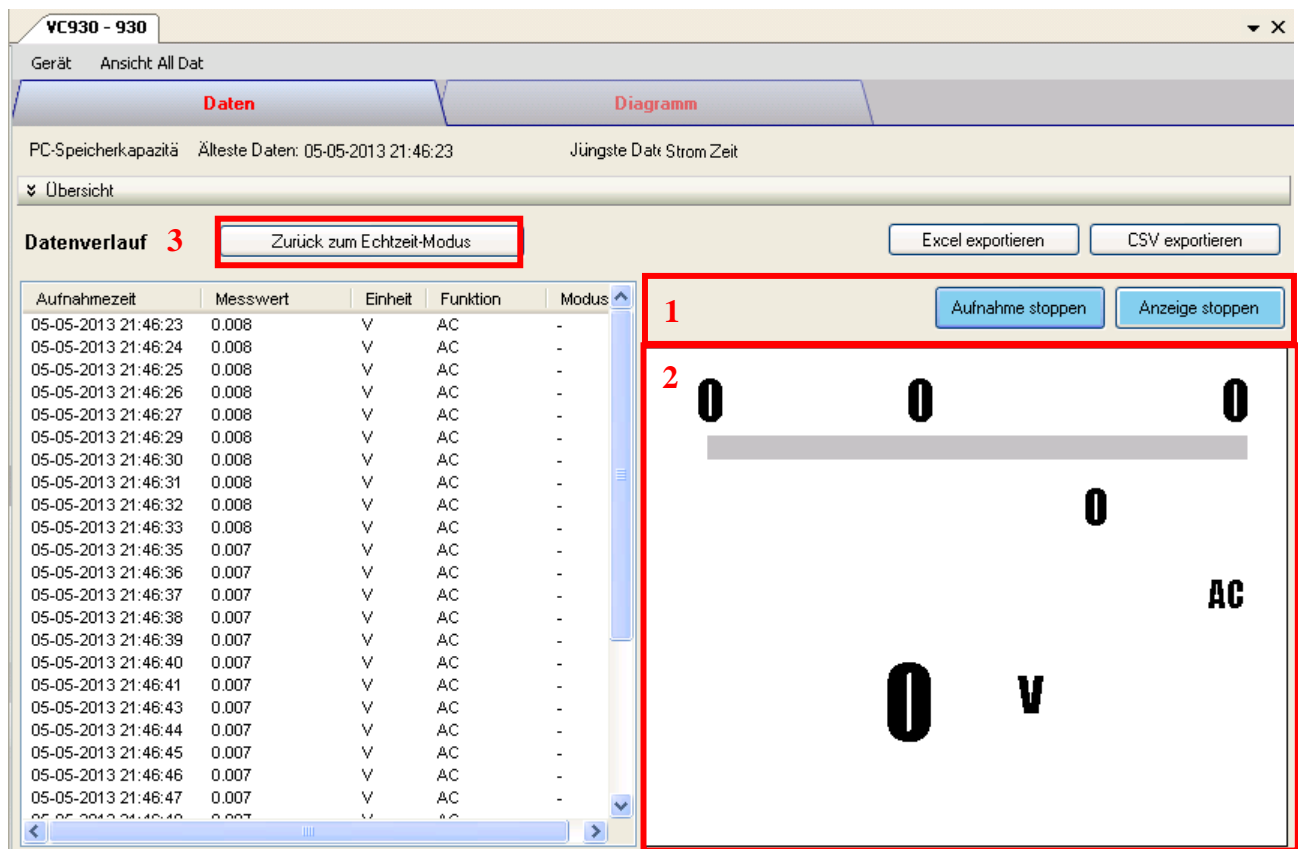 VC930 - 930
Gerät Ansicht All Dat
Daten Diagramm
PC-Speicherkapazitä Älteste Daten: 05-05-2013 21:46:23 Jüngste Date Strom Zeit
Übersicht
Datenverlauf 3 Zurück zum Echtzeit-Modus Excel exportieren CSV exportieren
Aufnahmezeit Messwert Einheit Funktion Modus
05-05-2013 21:46:23 0.008 V AC -
05-05-2013 21:46:24 0.008 V AC -
05-05-2013 21:46:25 0.008 V AC -
05-05-2013 21:46:26 0.008 V AC -
05-05-2013 21:46:27 0.008 V AC -
05-05-2013 21:46:29 0.008 V AC -
05-05-2013 21:46:30 0.008 V AC -
05-05-2013 21:46:31 0.008 V AC -
05-05-2013 21:46:32 0.008 V AC -
05-05-2013 21:46:33 0.008 V AC -
05-05-2013 21:46:35 0.007 V AC -
05-05-2013 21:46:36 0.007 V AC -
05-05-2013 21:46:37 0.007 V AC -
05-05-2013 21:46:38 0.007 V AC -
05-05-2013 21:46:39 0.007 V AC -
05-05-2013 21:46:40 0.007 V AC -
05-05-2013 21:46:41 0.007 V AC -
05-05-2013 21:46:43 0.007 V AC -
05-05-2013 21:46:44 0.007 V AC -
05-05-2013 21:46:45 0.007 V AC -
05-05-2013 21:46:46 0.007 V AC -
05-05-2013 21:46:47 0.007 V AC -
1 Aufnahme stoppen Anzeige stoppen
2
0 0 0
0
AC
0 V